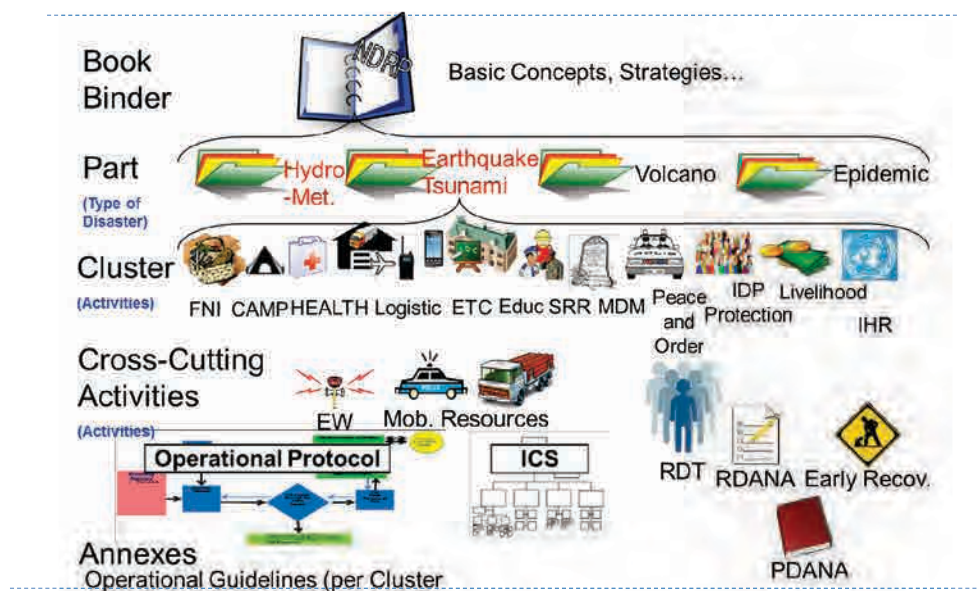 Book
Binder
NDRP
Basic Concepts, Strategies…
Part
(Type of
Disaster)
Hydro
-Met.
Earthquake
Tsunami
Volcano
Epidemic
Cluster
(Activities)
FNI
CAMP
HEALTH
Logistic
ETC
Educ
SRR
MDM
Peace
and
Order
IDP
Protection
Livelihood
IHR
Cross-Cutting
Activities
(Activities)
EW
Mob. Resources
RDT
RDANA
Early Recov.
PDANA
Operational Protocol
ICS
Annexes
Operational Guidelines (per Cluster